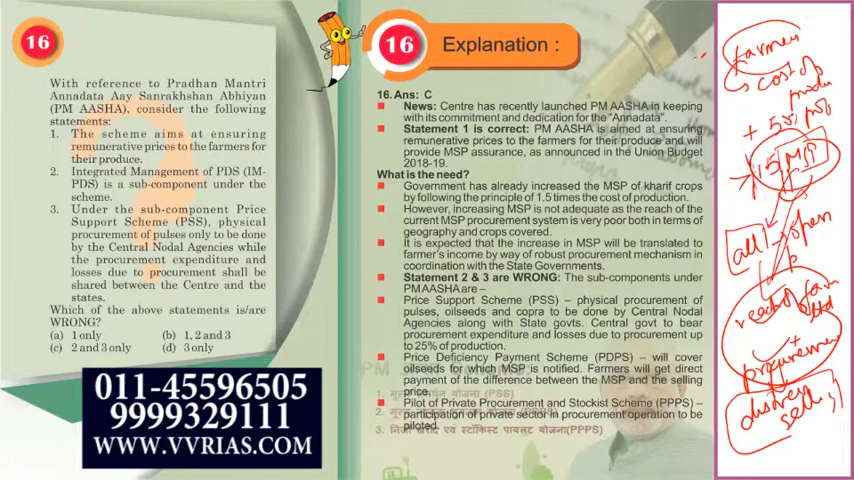 16
With reference to Pradhan Mantri
Annadata Aay Sanrakshan Abhiyan
(PM AASHA), consider the following
statements:
1. The scheme aims at ensuring
remunerative prices to the farmers for
their produce.
2. Integrated Management of PDS (IM-
PDS) is a sub-component under the
scheme.
3. Under the sub-component Price
Support Scheme (PSS), physical
procurement of pulses only to be done
by the Central Nodal Agencies while
the procurement expenditure and
losses due to procurement shall be
shared between the Centre and the
states.
Which of the above statements is/are
WRONG?
(a) 1 only (b) 1, 2 and 3
(c) 2 and 3 only (d) 3 only
011-45596505
9999329111
WWW.VVRIAS.COM
16 Explanation :
16. Ans: C
News: Centre has recently launched PM AASHA in keeping
with its commitment and dedication for the "Annadata".
Statement 1 is correct: PM AASHA is aimed at ensuring
remunerative prices to the farmers for their produce and will
provide MSP assurance, as announced in the Union Budget
2018-19.
What is the need?
Government has already increased the MSP of kharif crops
by following the principle of 1.5 times the cost of production.
However, increasing MSP is not adequate as the reach of the
current MSP procurement system is very poor both in terms of
geography and crops covered.
It is expected that the increase in MSP will be translated to
farmer's income by way of robust procurement mechanism in
coordination with the State Governments.
Statement 2 & 3 are WRONG: The sub-components under
PM AASHA are –
Price Support Scheme (PSS) – physical procurement of
pulses, oilseeds and copra to be done by Central Nodal
Agencies along with State govts. Central govt to bear
procurement expenditure and losses due to procurement up
to 25% of production.
Price Deficiency Payment Scheme (PDPS) – will cover
oilseeds for which MSP is notified. Farmers will get direct
payment of the difference between the MSP and the selling
price.
Pilot of Private Procurement and Stockist Scheme (PPPS) –
participation of private sector in procurement operation to be
piloted.
1. (PSS)
2. 
3. निजी खरीद एवं स्टॉकिस्ट पायलट योजना(PPPS)
farmer
cost of
+ 50%
1.5 MSP
all open
reach of
+
procurement
distress
selling